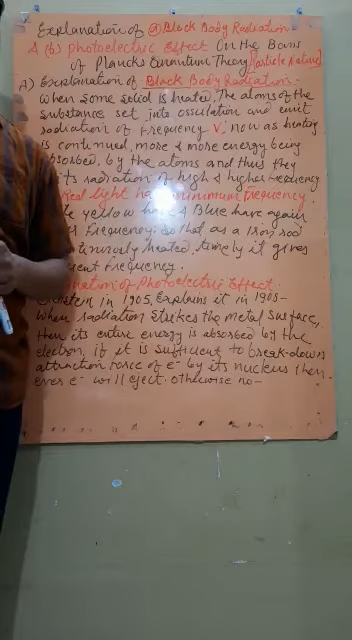 Explanation of (a) Black Body Radiation
& (b) Photoelectric Effect On the Basis
of Plancks Quantum Theory [Particle Nature]
A) Explanation of Black Body Radiation-
When some solid is heated, The atoms of the
substance set into oscillation and emit
radiation of frequency ν, now as heating
is continued, more & more energy being
absorbed, by the atoms and thus they
its radiation of high & higher frequency
Red light has minimum frequency.
yellow have & Blue have again
Frequency; so that as a Iron rod
heated, it gives
Frequency.
of Photoelectric Effect.
in 1905, Explains it in 1905-
When radiation strikes the metal surface,
then its entire energy is absorbed by the
electron, if it is sufficient to break-down
attraction force of e⁻ by its nucleus then
e⁻ will eject. otherwise no-